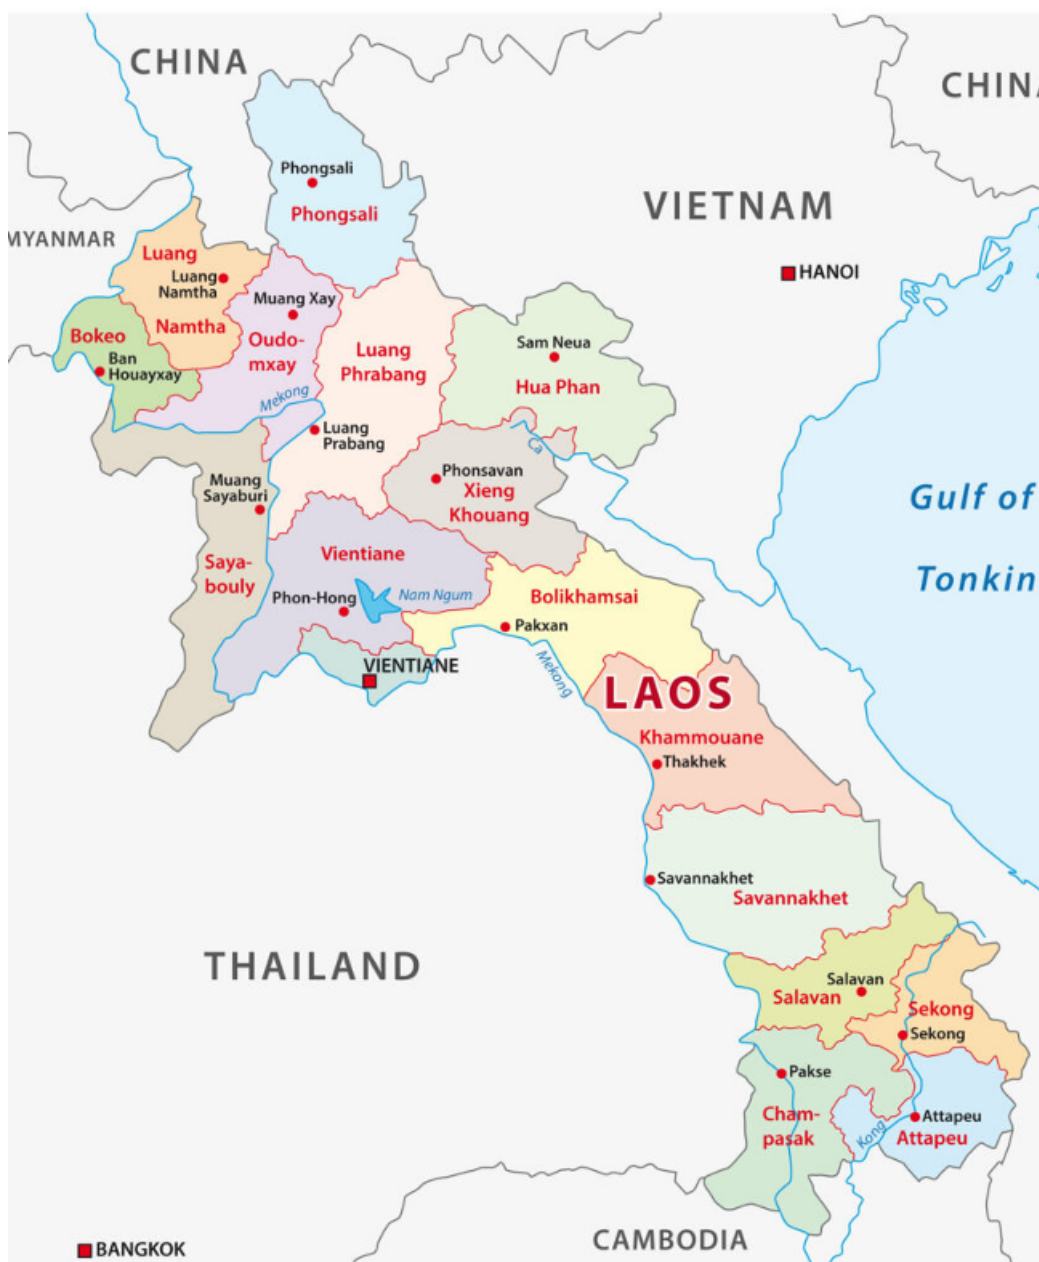 CHINA
CHINA
Phongsali
Phongsali
VIETNAM
MYANMAR
Luang
Luang
Namtha
Namtha
HANOI
Muang Xay
Bokeo
Oudo-
mxay
Ban
Houayxay
Luang
Phrabang
Sam Neua
Hua Phan
Mekong
Luang
Prabang
Ca
Phonsavan
Xieng
Khouang
Muang
Sayaburi
Gulf of
Tonkin
Saya-
bouly
Vientiane
Phon-Hong
Nam Ngum
Bolikhamsai
Pakxan
VIENTIANE
Mekong
LAOS
Khammouane
Thakhek
Savannakhet
Savannakhet
THAILAND
Salavan
Salavan
Sekong
Sekong
Pakse
Cham-
pasak
Kong
Attapeu
Attapeu
CAMBODIA
BANGKOK